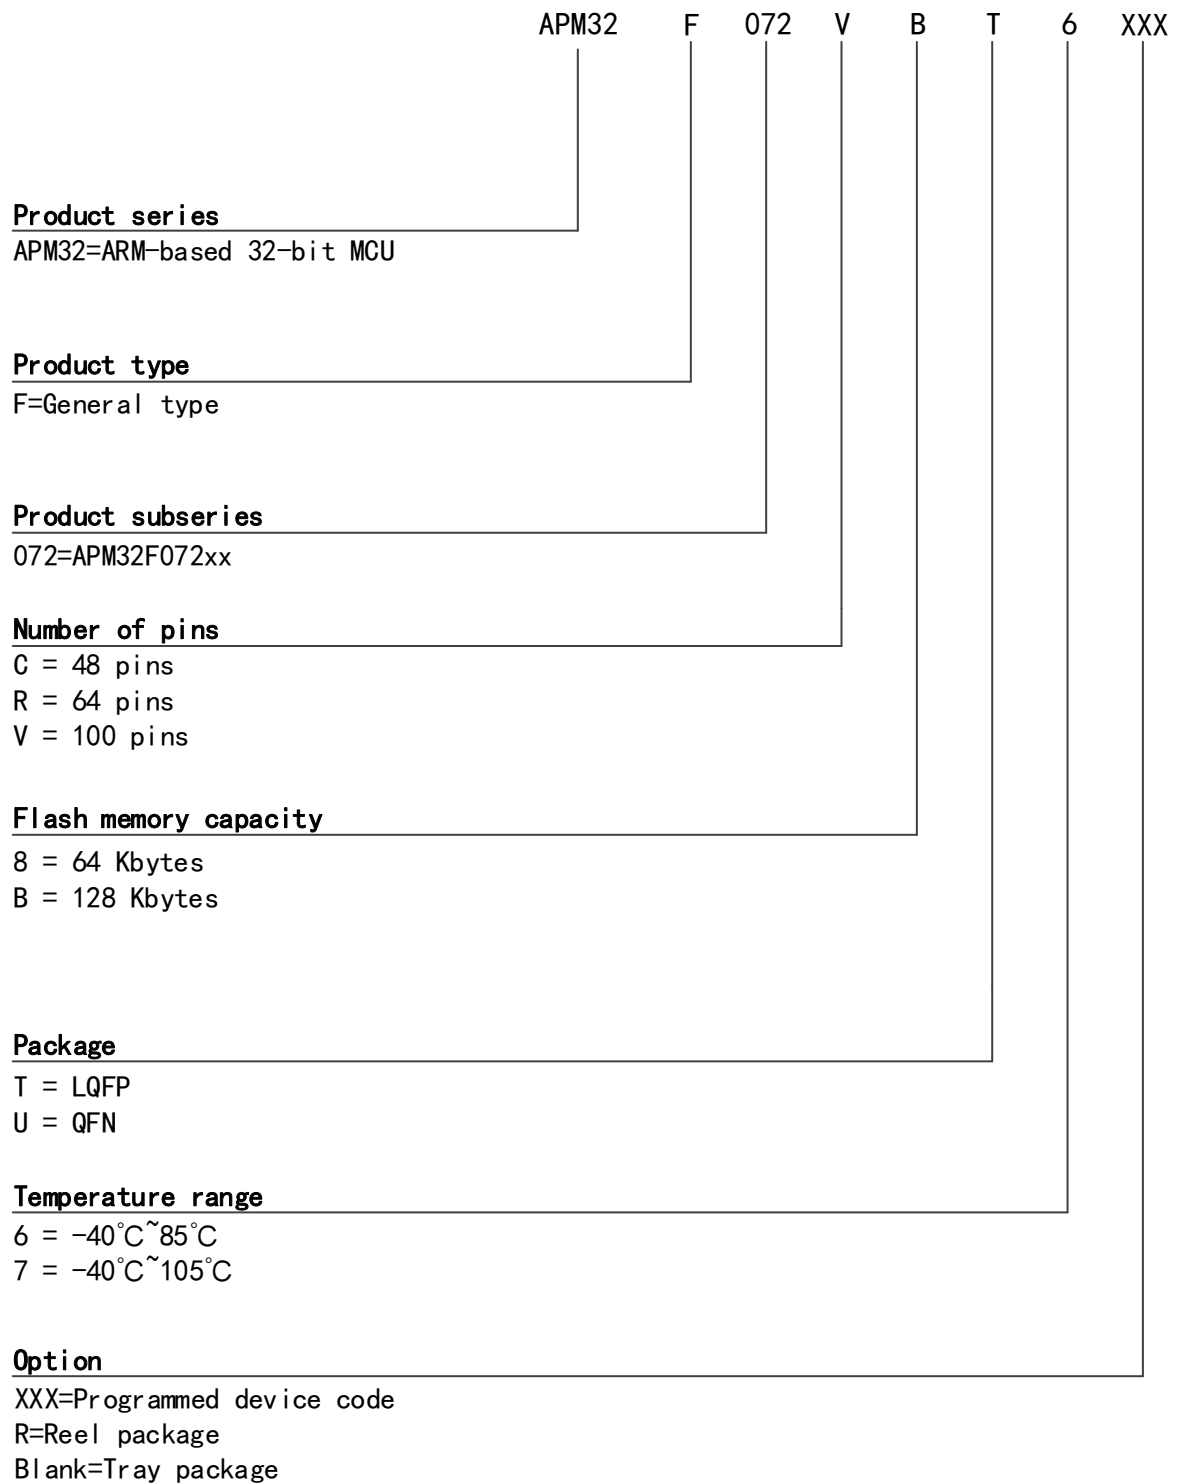 APM32 F 072 V B T 6 XXX
Product series
APM32=ARM-based 32-bit MCU
Product type
F=General type
Product subseries
072=APM32F072xx
Number of pins
C = 48 pins
R = 64 pins
V = 100 pins
Flash memory capacity
8 = 64 Kbytes
B = 128 Kbytes
Package
T = LQFP
U = QFN
Temperature range
6 = -40℃~85℃
7 = -40℃~105℃
Option
XXX=Programmed device code
R=Reel package
Blank=Tray package